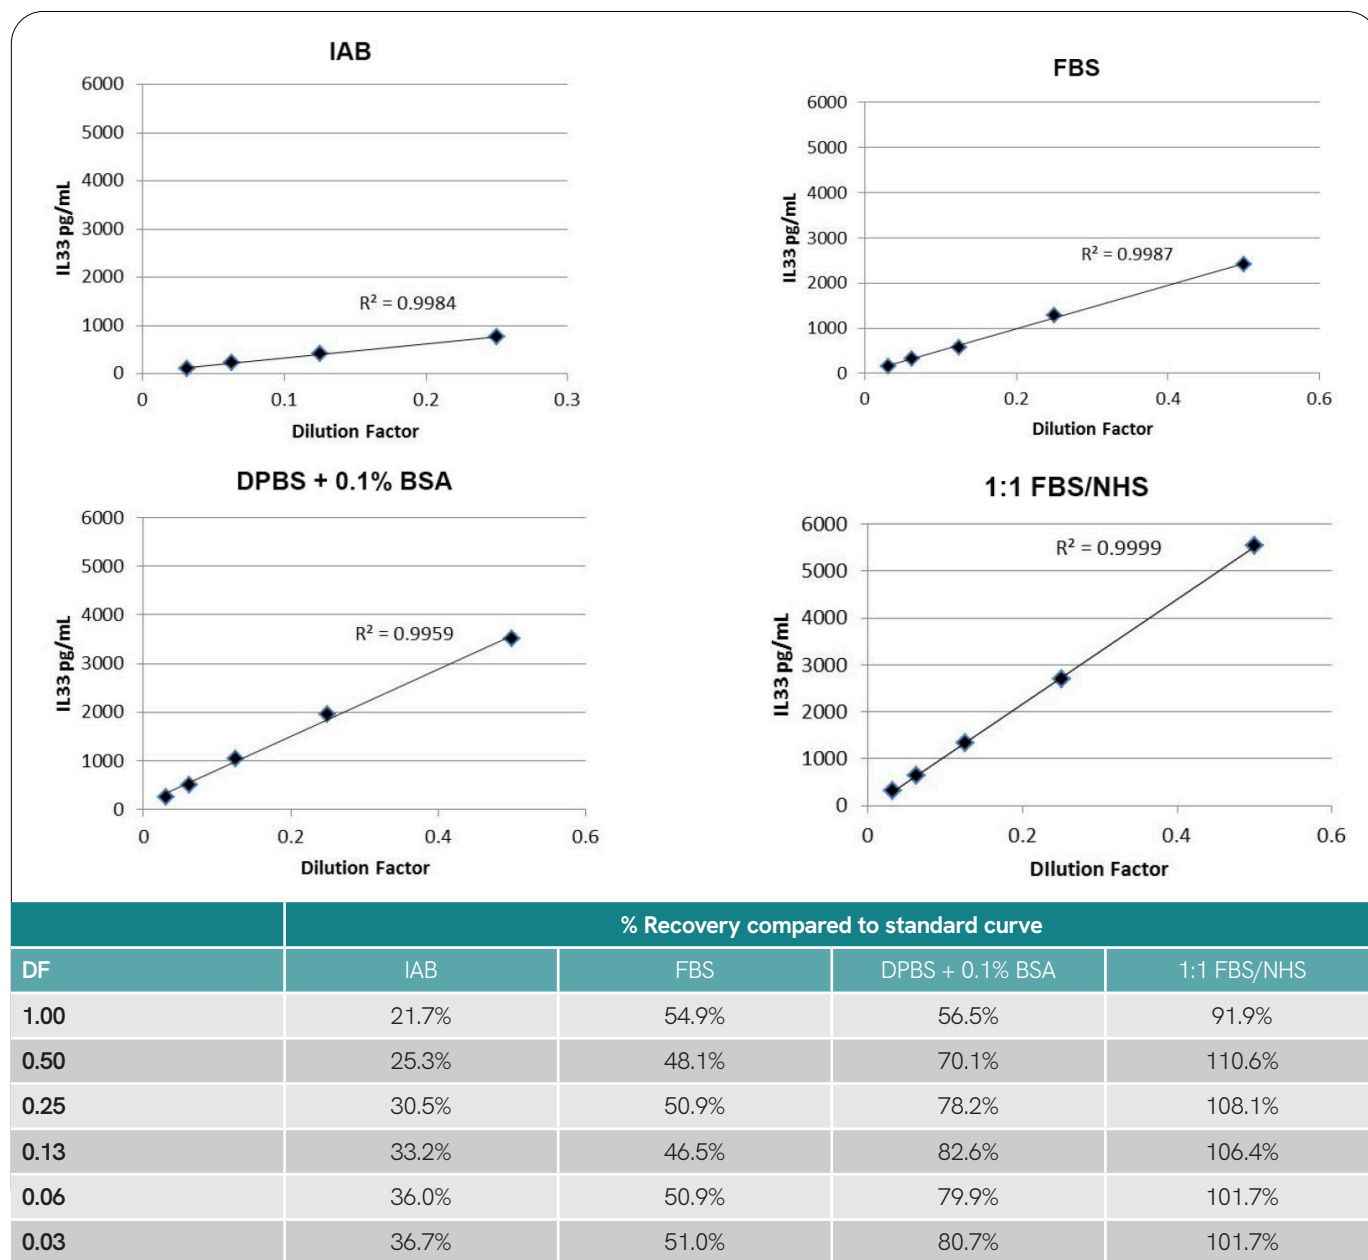 IAB
6000
5000
4000
3000
2000
1000
0
IL33 pg/mL
R² = 0.9984
0 0.1 0.2 0.3
Dilution Factor
FBS
6000
5000
4000
3000
2000
1000
0
IL33 pg/mL
R² = 0.9987
0 0.2 0.4 0.6
Dilution Factor
DPBS + 0.1% BSA
6000
5000
4000
3000
2000
1000
0
IL33 pg/mL
R² = 0.9959
0 0.2 0.4 0.6
Dilution Factor
1:1 FBS/NHS
6000
5000
4000
3000
2000
1000
0
IL33 pg/mL
R² = 0.9999
0 0.2 0.4 0.6
DIlution Factor
% Recovery compared to standard curve
DF IAB FBS DPBS + 0.1% BSA 1:1 FBS/NHS
1.00 21.7% 54.9% 56.5% 91.9%
0.50 25.3% 48.1% 70.1% 110.6%
0.25 30.5% 50.9% 78.2% 108.1%
0.13 33.2% 46.5% 82.6% 106.4%
0.06 36.0% 50.9% 79.9% 101.7%
0.03 36.7% 51.0% 80.7% 101.7%